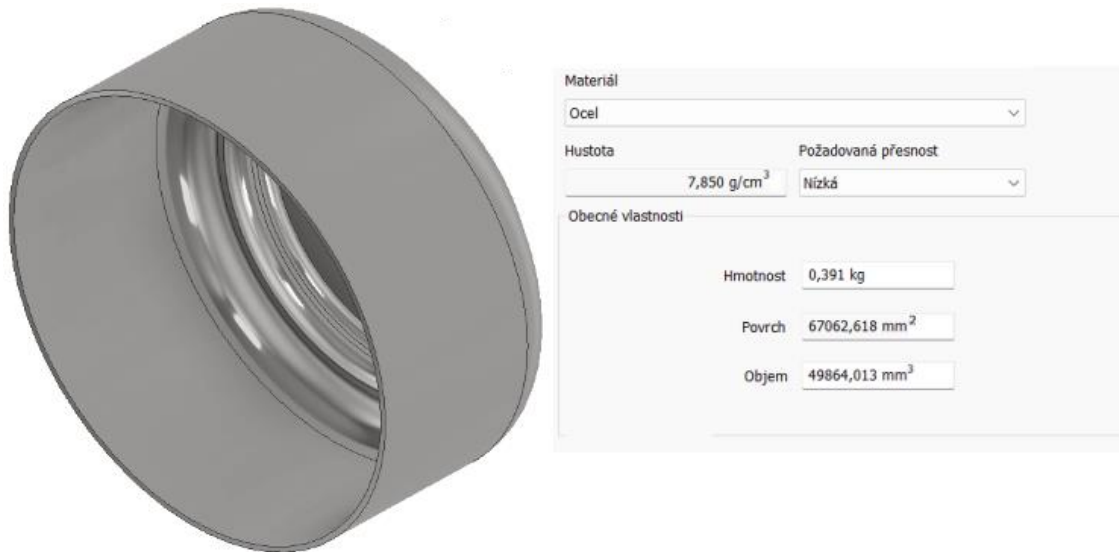 Materiál
Ocel
Hustota Požadovaná přesnost
7,850 g/cm³ Nízká
Obecné vlastnosti
Hmotnost 0,391 kg
Povrch 67062,618 mm²
Objem 49864,013 mm³